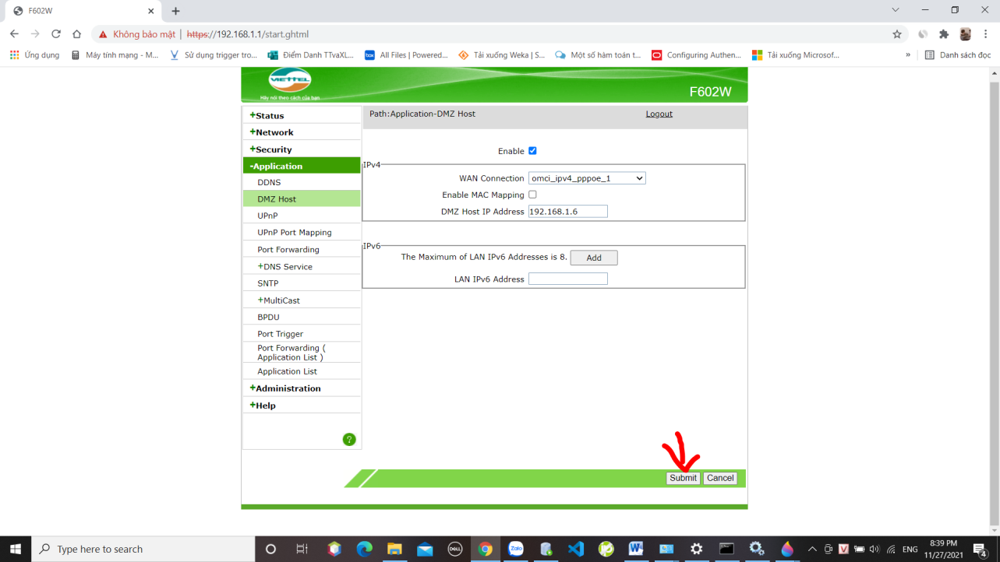 F602W
Không bảo mật | https://192.168.1.1/start.ghtml
Ứng dụng Máy tính mạng - M... Sử dụng trigger tro... Điểm Danh TTvaXL... box All Files | Powered... Tải xuống Weka | S... Một số hàm toán t... Configuring Authen... Tải xuống Microsof... » Danh sách đọc
VIETTEL
Hãy nói theo cách của bạn
F602W
+Status
Path:Application-DMZ Host Logout
+Network
+Security
Enable
-Application
IPv4
DDNS
WAN Connection omci_ipv4_pppoe_1
DMZ Host
Enable MAC Mapping
UPnP
DMZ Host IP Address 192.168.1.6
UPnP Port Mapping
Port Forwarding
IPv6
The Maximum of LAN IPv6 Addresses is 8. Add
+DNS Service
SNTP
LAN IPv6 Address
+MultiCast
BPDU
Port Trigger
Port Forwarding (
Application List )
Application List
+Administration
+Help
?
Submit Cancel
Type here to search
DELL
Zalo
W
V
ENG
8:39 PM
11/27/2021
4